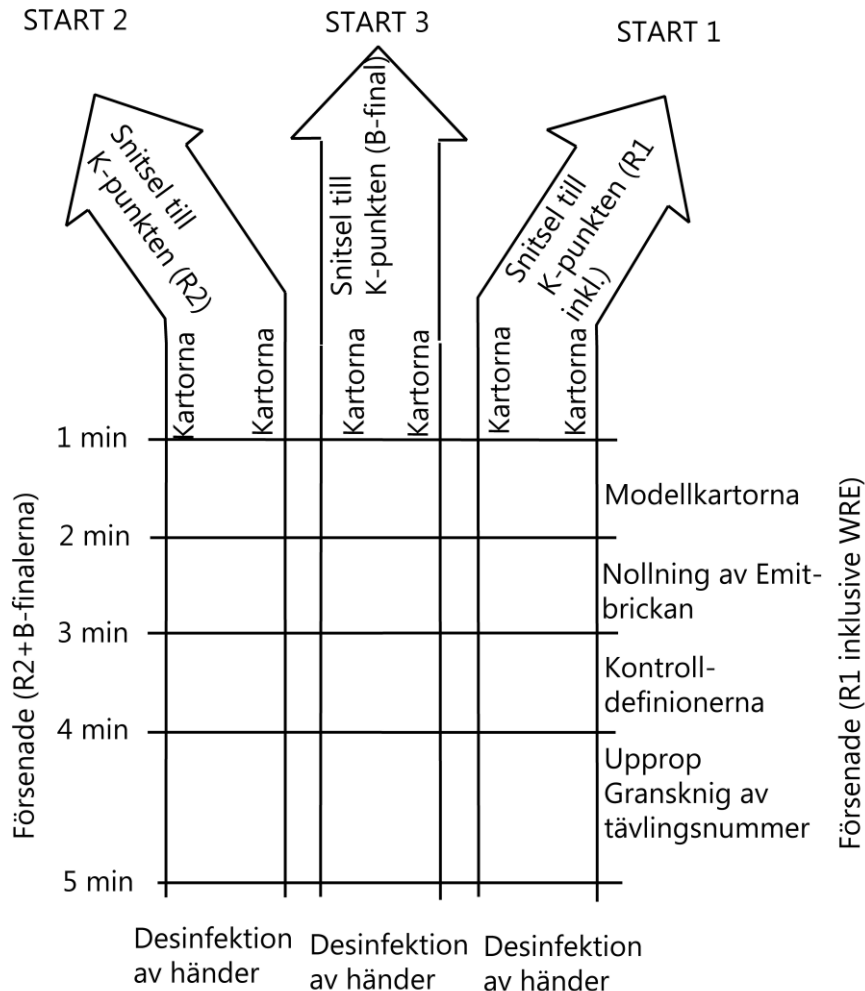 START 2
START 3
START 1
Snitsel till
K-punkten (R2)
Snitsel till
K-punkten (B-final)
Snitsel till
K-punkten (R1
inkl.)
Kartorna
Kartorna
Kartorna
Kartorna
Kartorna
Kartorna
1 min
Modellkartorna
2 min
Nollning av Emit-
brickan
3 min
Kontroll-
definionerna
4 min
Upprop
Gransknig av
tävlingsnummer
5 min
Försenade (R2+B-finalerna)
Försenade (R1 inklusive WRE)
Desinfektion
av händer
Desinfektion
av händer
Desinfektion
av händer